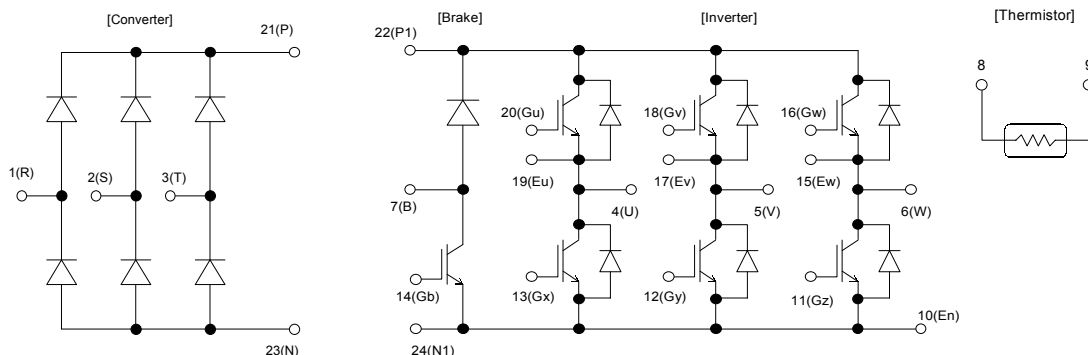 [Converter]
[Brake]
[Inverter]
[Thermistor]
21(P)
22(P1)
8
9
20(Gu)
18(Gv)
16(Gw)
1(R)
2(S)
3(T)
19(Eu)
17(Ev)
15(Ew)
7(B)
4(U)
5(V)
6(W)
14(Gb)
13(Gx)
12(Gy)
11(Gz)
10(En)
23(N)
24(N1)